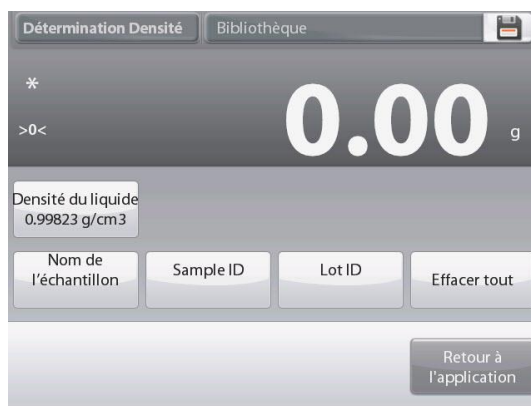 Détermination Densité Bibliothèque
*
>0<
0.00 g
Densité du liquide
0.99823 g/cm3
Nom de
l'échantillon
Sample ID
Lot ID
Effacer tout
Retour à
l'application